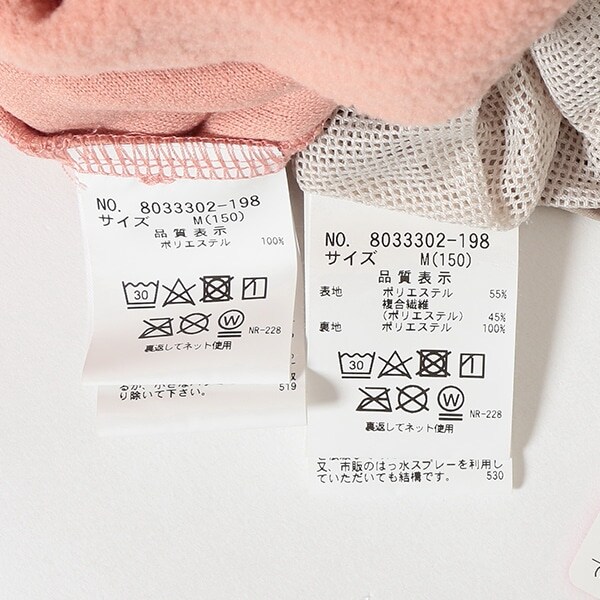 NO. 8033302-198
サイズ M(150)
品質表示
ポリエステル 100%
30
W
NR-228
裏返してネット使用
り除いて下さい。 519
NO. 8033302-198
サイズ M(150)
品質表示
表地 ポリエステル 55%
複合繊維
(ポリエステル) 45%
裏地 ポリエステル 100%
30
W
NR-228
裏返してネット使用
又、市販のはっ水スプレーを利用し
ていただいても結構です。 530